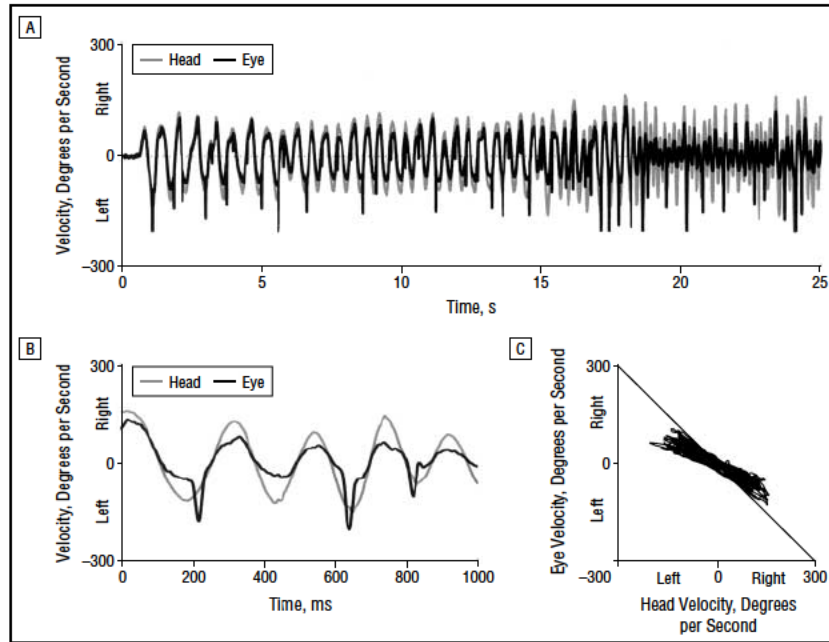 A
300
Head Eye
Right
0
Left
–300
Velocity, Degrees per Second
0 5 10 15 20 25
Time, s
B
300
Head Eye
Right
0
Left
–300
Velocity, Degrees per Second
0 200 400 600 800 1000
Time, ms
C
300
Right
0
Left
–300
Eye Velocity, Degrees per Second
Left 0 Right 300
Head Velocity, Degrees
per Second